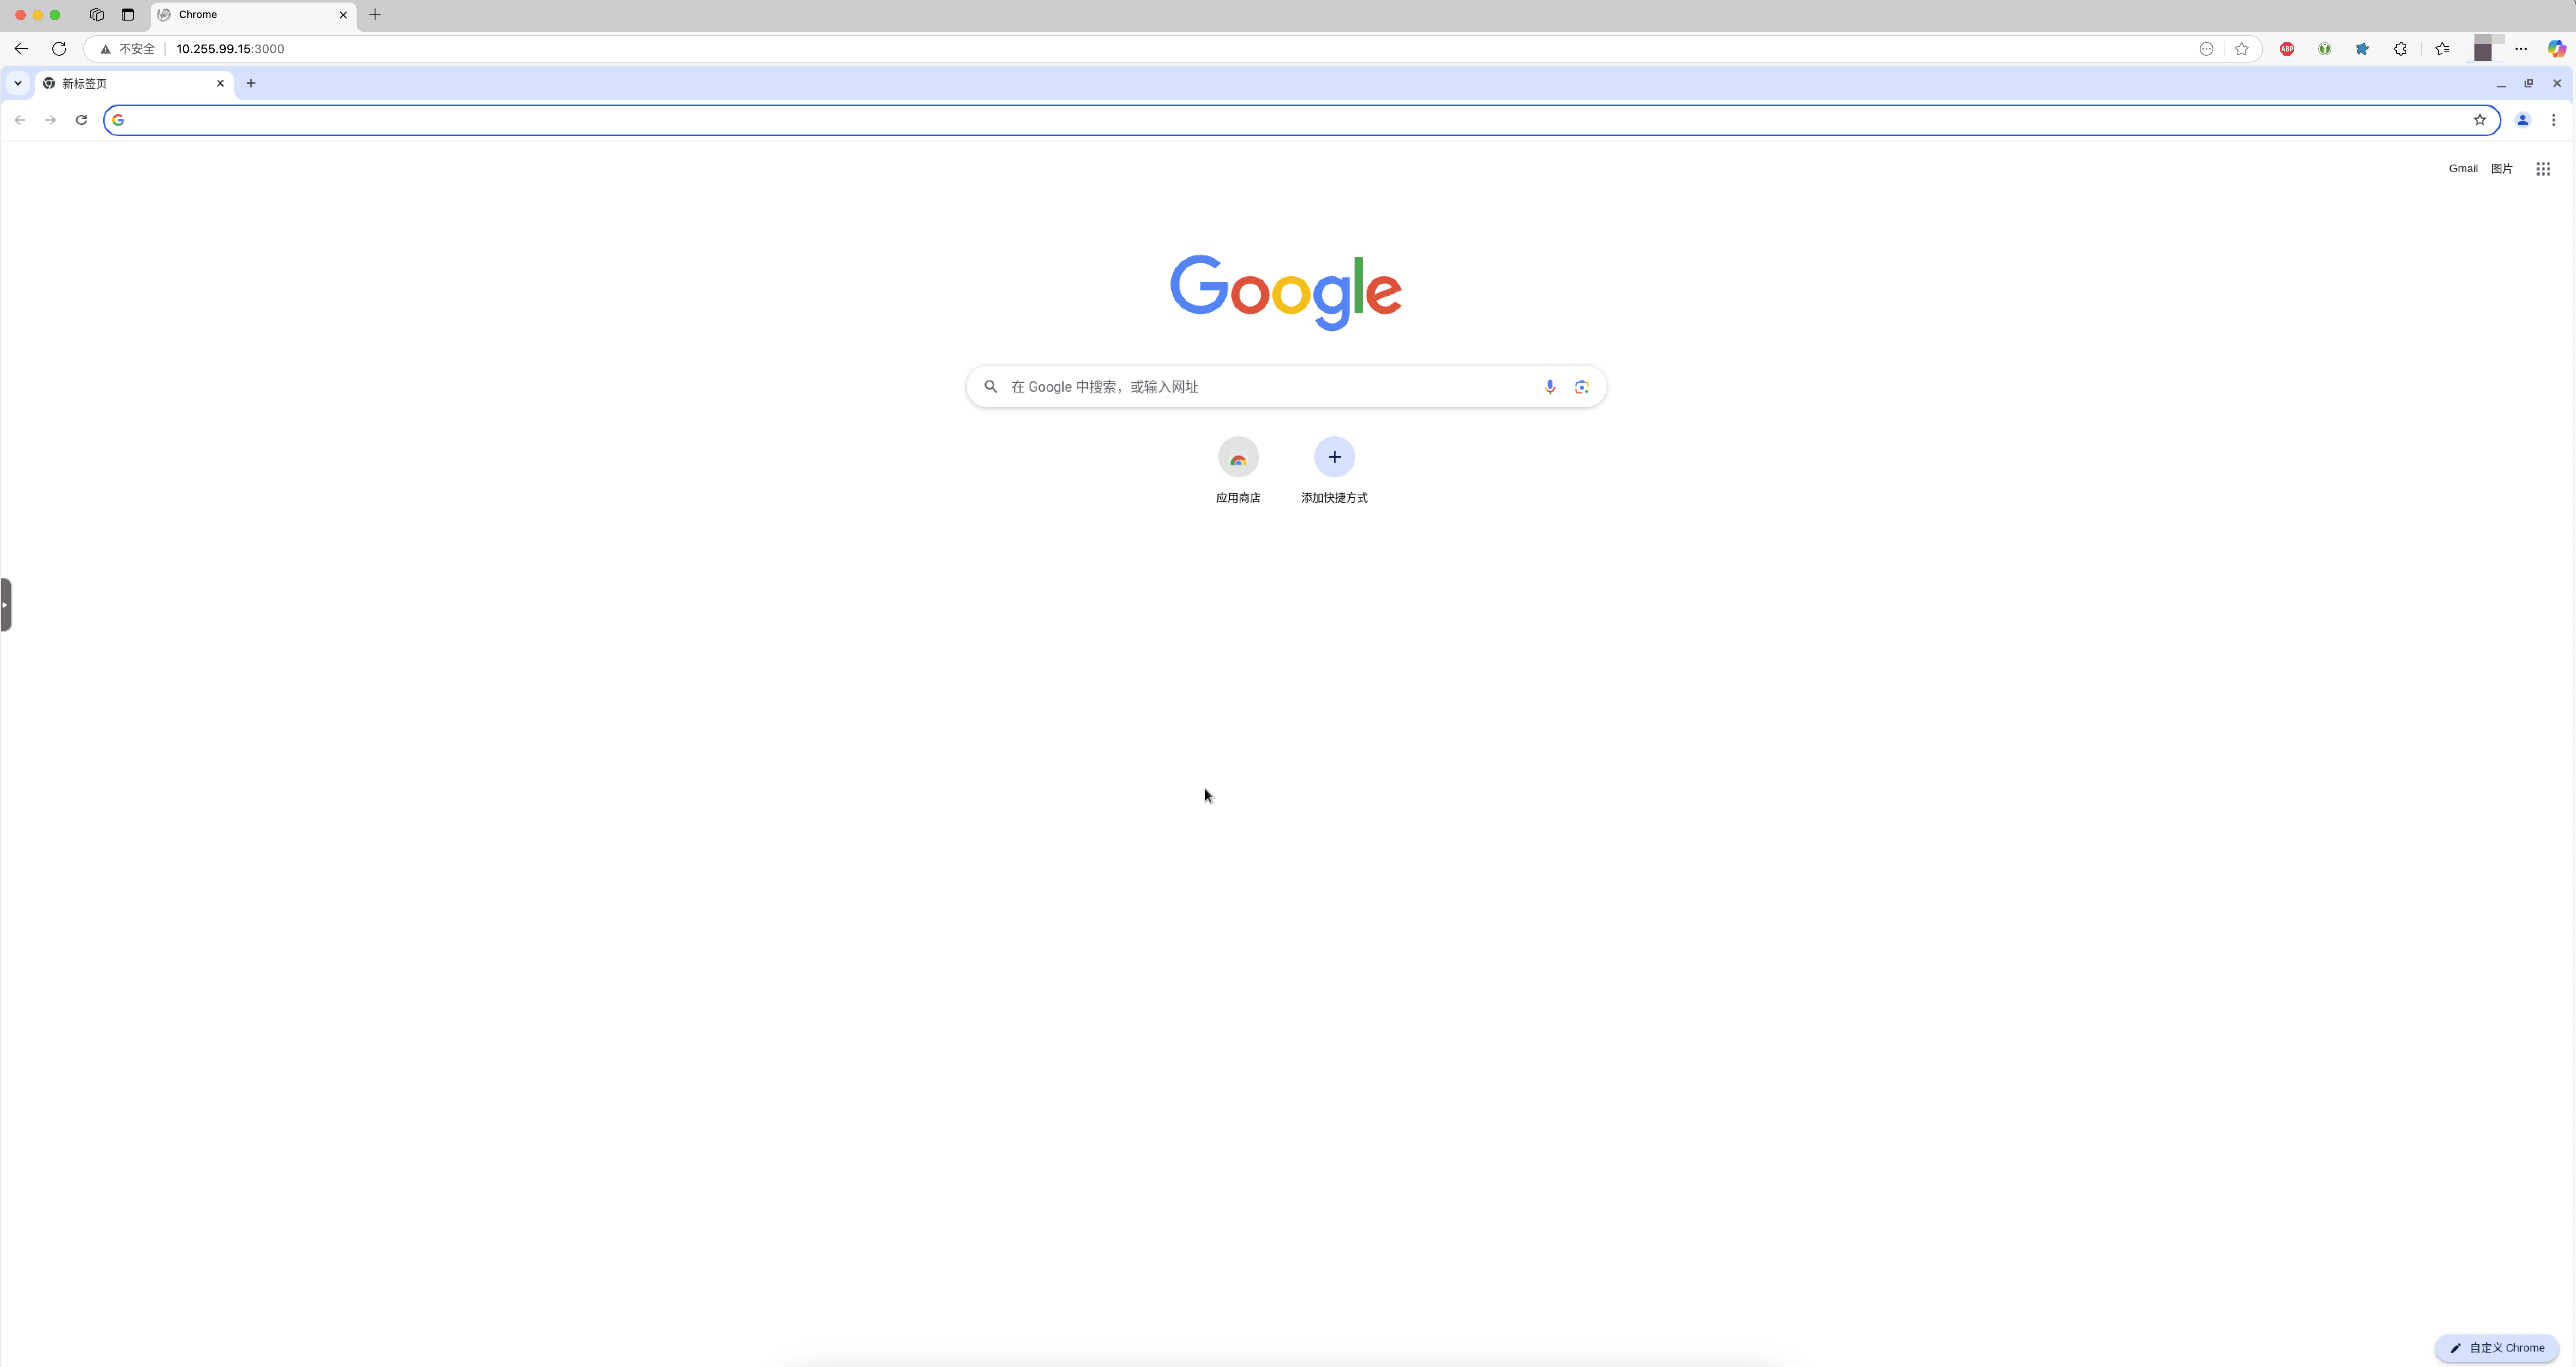 Chrome
不安全 10.255.99.15:3000
ABP
新标签页
Gmail 图片
Google
在 Google 中搜索，或输入网址
应用商店 添加快捷方式
自定义 Chrome